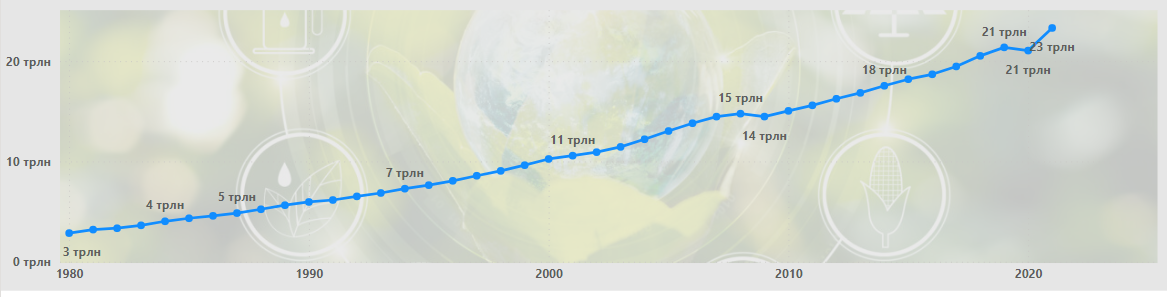 21 трлн
23 трлн
20 трлн
18 трлн
21 трлн
15 трлн
14 трлн
11 трлн
10 трлн
7 трлн
5 трлн
4 трлн
3 трлн
0 трлн
1980 1990 2000 2010 2020